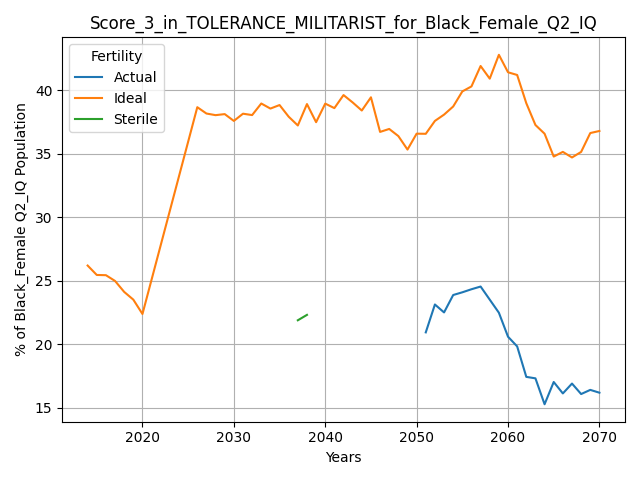 Score_3_in_TOLERANCE_MILITARIST_for_Black_Female_Q2_IQ
Fertility
Actual
Ideal
Sterile
% of Black_Female Q2_IQ Population
40
35
30
25
20
15
2020
2030
2040
2050
2060
2070
Years